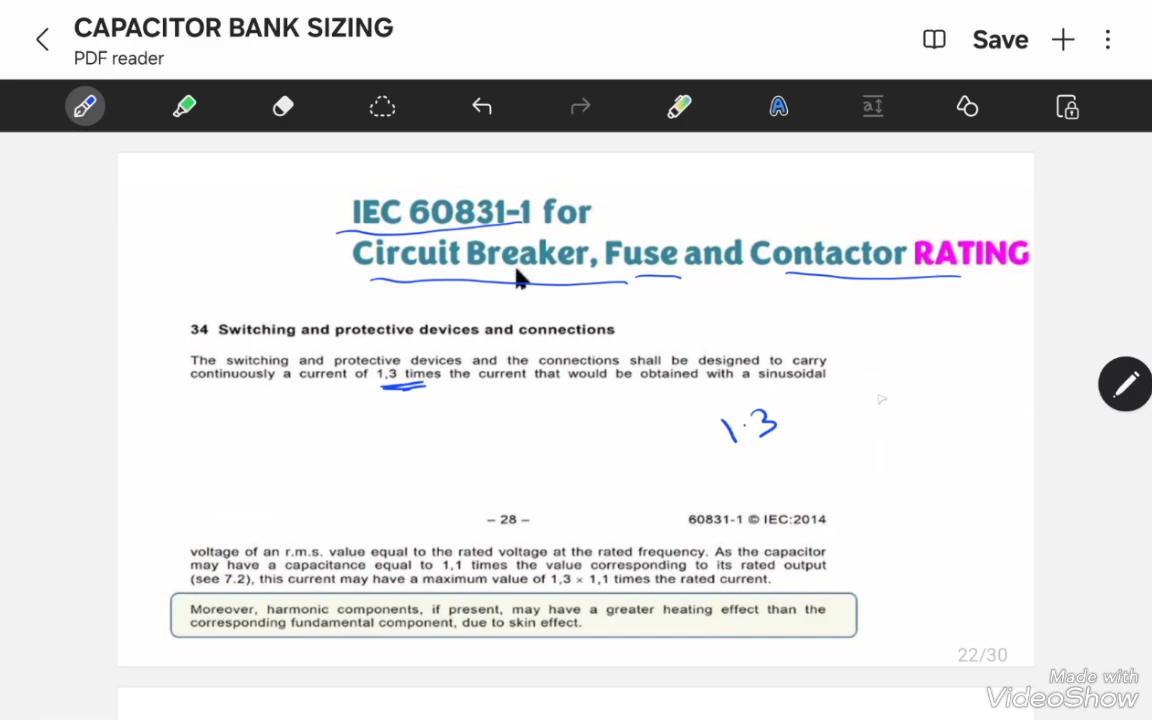 CAPACITOR BANK SIZING
PDF reader
Save
A
a
IEC 60831-1 for
Circuit Breaker, Fuse and Contactor RATING
34 Switching and protective devices and connections
The switching and protective devices and the connections shall be designed to carry
continuously a current of 1,3 times the current that would be obtained with a sinusoidal
1.3
– 28 –
60831-1 © IEC:2014
voltage of an r.m.s. value equal to the rated voltage at the rated frequency. As the capacitor
may have a capacitance equal to 1,1 times the value corresponding to its rated output
(see 7.2), this current may have a maximum value of 1,3 × 1,1 times the rated current.
Moreover, harmonic components, if present, may have a greater heating effect than the
corresponding fundamental component, due to skin effect.
22/30
Made with
VideoShow